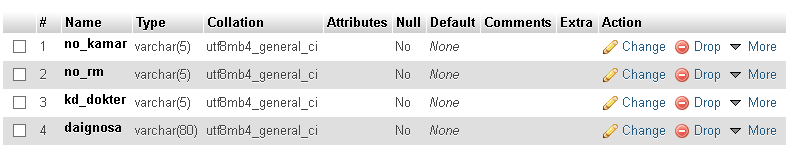 # Name Type Collation Attributes Null Default Comments Extra Action
1 no_kamar varchar(5) utf8mb4_general_ci No None Change Drop More
2 no_rm varchar(5) utf8mb4_general_ci No None Change Drop More
3 kd_dokter varchar(5) utf8mb4_general_ci No None Change Drop More
4 daignosa varchar(80) utf8mb4_general_ci No None Change Drop More